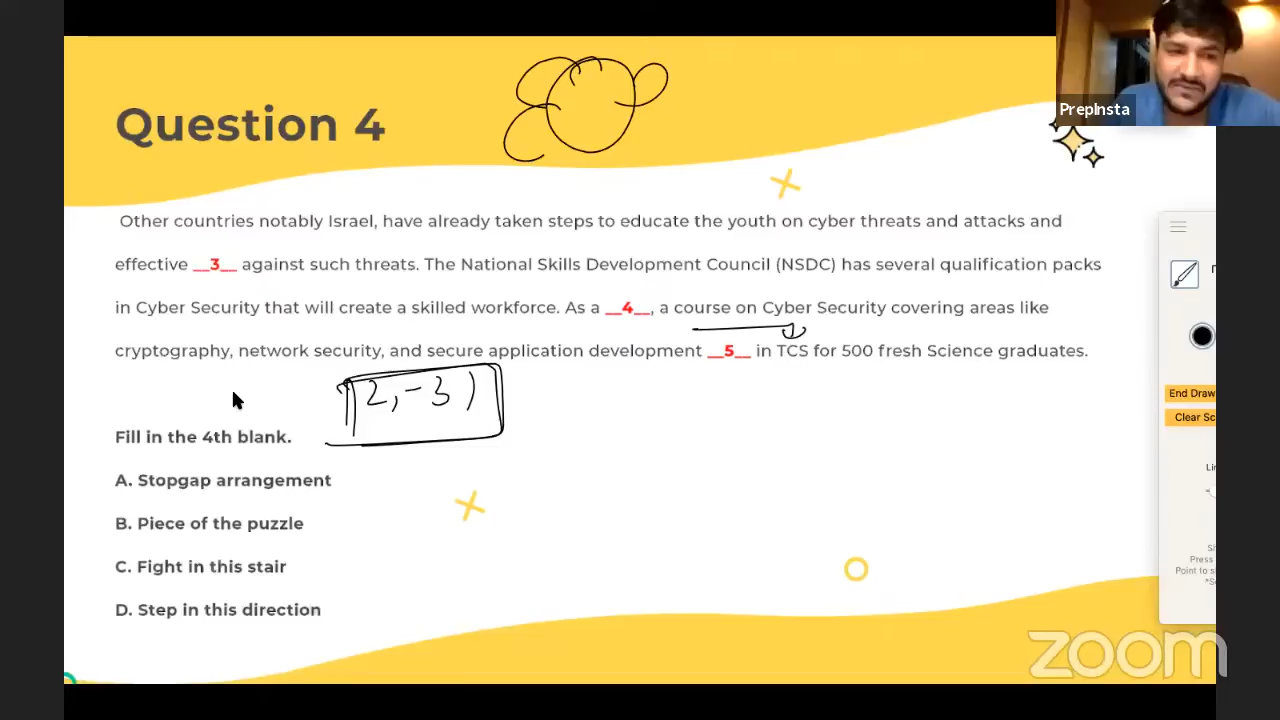 PrepInsta
Question 4
Other countries notably Israel, have already taken steps to educate the youth on cyber threats and attacks and
effective __3__ against such threats. The National Skills Development Council (NSDC) has several qualification packs
in Cyber Security that will create a skilled workforce. As a __4__, a course on Cyber Security covering areas like
cryptography, network security, and secure application development __5__ in TCS for 500 fresh Science graduates.
2, -3)
Fill in the 4th blank.
A. Stopgap arrangement
B. Piece of the puzzle
C. Fight in this stair
D. Step in this direction
End Draw
Clear Sc
Li
Press
Point to s
zoom